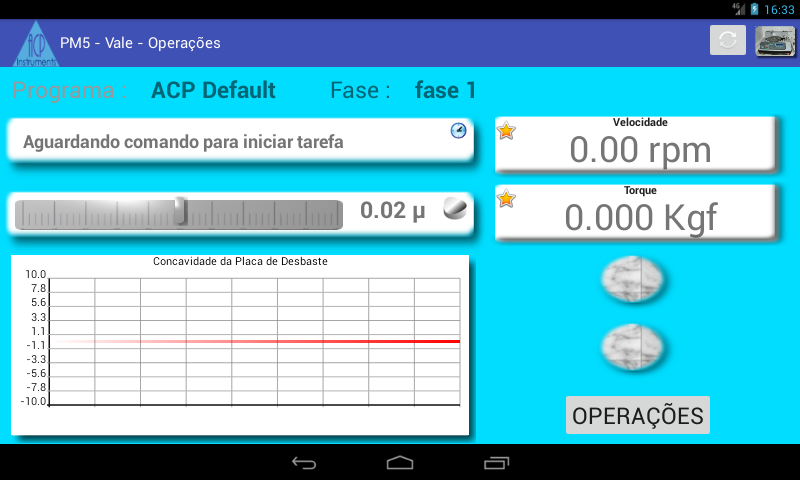 4G 16:33
ACP
Instruments
PM5 - Vale - Operações
Programa : ACP Default Fase : fase 1
Aguardando comando para iniciar tarefa
Velocidade
0.00 rpm
0.02 µ
Torque
0.000 Kgf
Concavidade da Placa de Desbaste
10.0
7.8
5.6
3.3
1.1
-1.1
-3.3
-5.6
-7.8
-10.0
OPERAÇÕES